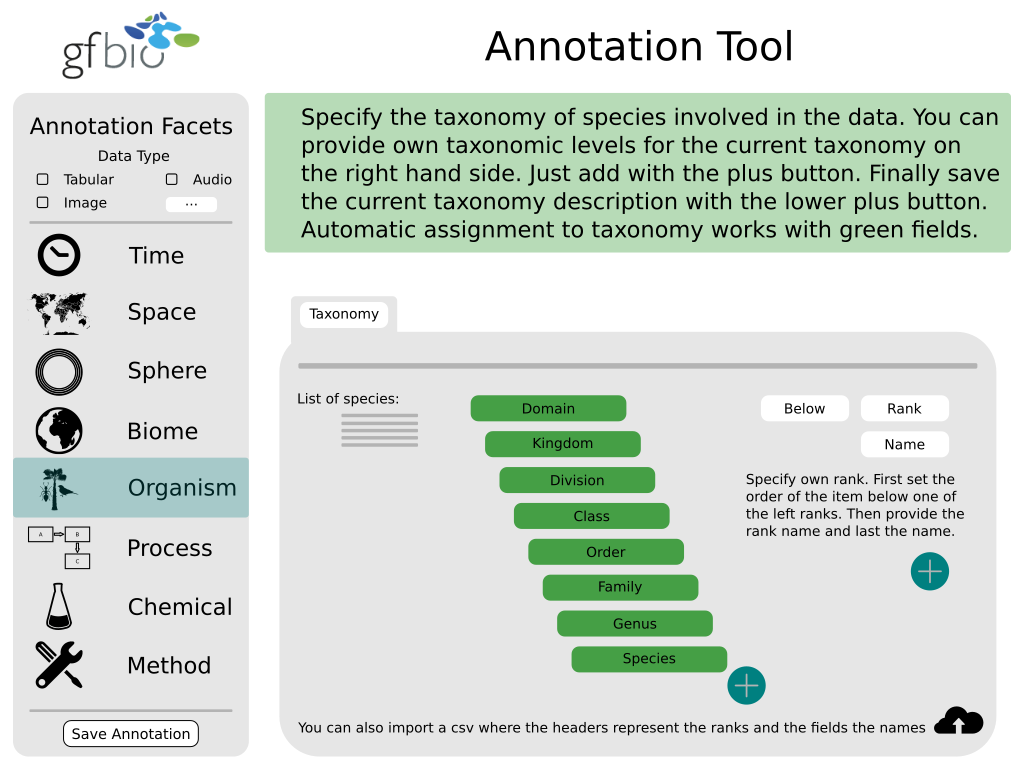 gfbio
Annotation Tool
Annotation Facets
Data Type
Tabular
Audio
Image
...
Time
Space
Sphere
Biome
Organism
A
B
C
Process
Chemical
Method
Save Annotation
Specify the taxonomy of species involved in the data. You can
provide own taxonomic levels for the current taxonomy on
the right hand side. Just add with the plus button. Finally save
the current taxonomy description with the lower plus button.
Automatic assignment to taxonomy works with green fields.
Taxonomy
List of species:
Domain
Kingdom
Division
Class
Order
Family
Genus
Species
Below
Rank
Name
Specify own rank. First set the
order of the item below one of
the left ranks. Then provide the
rank name and last the name.
You can also import a csv where the headers represent the ranks and the fields the names